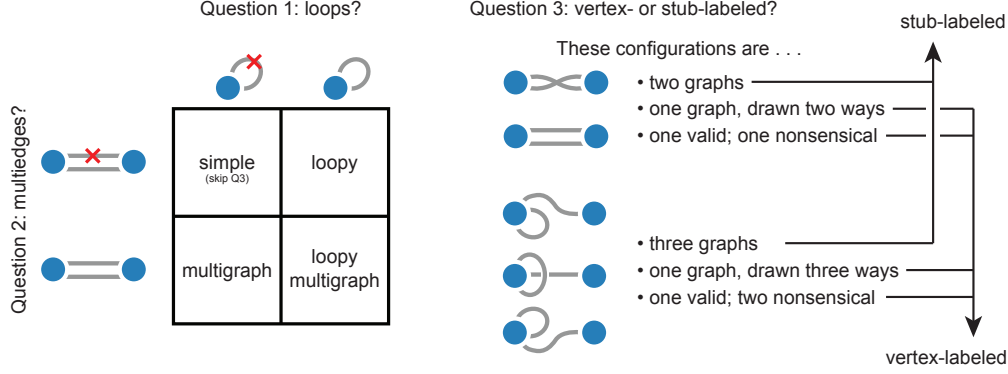 Question 1: loops?
Question 2: multiedges?
simple
(skip Q3)
loopy
multigraph
loopy
multigraph
Question 3: vertex- or stub-labeled?
These configurations are . . .
• two graphs
• one graph, drawn two ways
• one valid; one nonsensical
• three graphs
• one graph, drawn three ways
• one valid; two nonsensical
stub-labeled
vertex-labeled